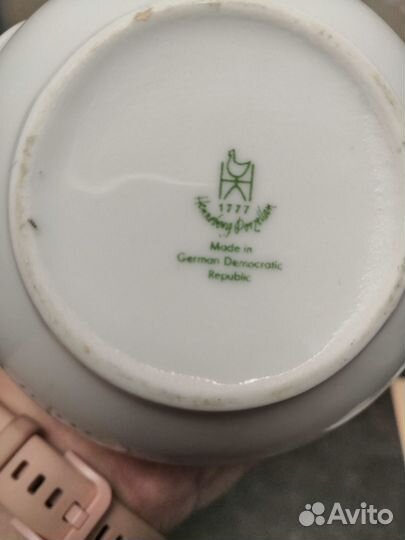 1777
Henneberg Porzellan
Made in
German Democratic
Republic
Avito